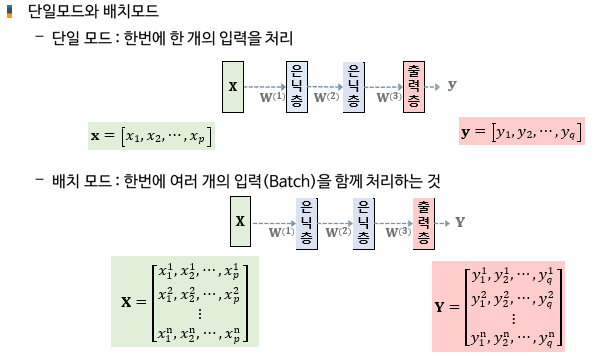 단일모드와 배치모드
– 단일 모드 : 한번에 한 개의 입력을 처리
x 은닉층 은닉층 출력층 y
W⁽¹⁾ W⁽²⁾ W⁽³⁾
x = [x₁, x₂, ⋯, xₚ]
y = [y₁, y₂, ⋯, y_q]
– 배치 모드 : 한번에 여러 개의 입력(Batch)을 함께 처리하는 것
X 은닉층 은닉층 출력층 Y
W⁽¹⁾ W⁽²⁾ W⁽³⁾
X = [x₁¹, x₂¹, ⋯, xₚ¹
x₁², x₂², ⋯, xₚ²
⋮
x₁ⁿ, x₂ⁿ, ⋯, xₚⁿ]
Y = [y₁¹, y₂¹, ⋯, y_q¹
y₁², y₂², ⋯, y_q²
⋮
y₁ⁿ, y₂ⁿ, ⋯, y_qⁿ]